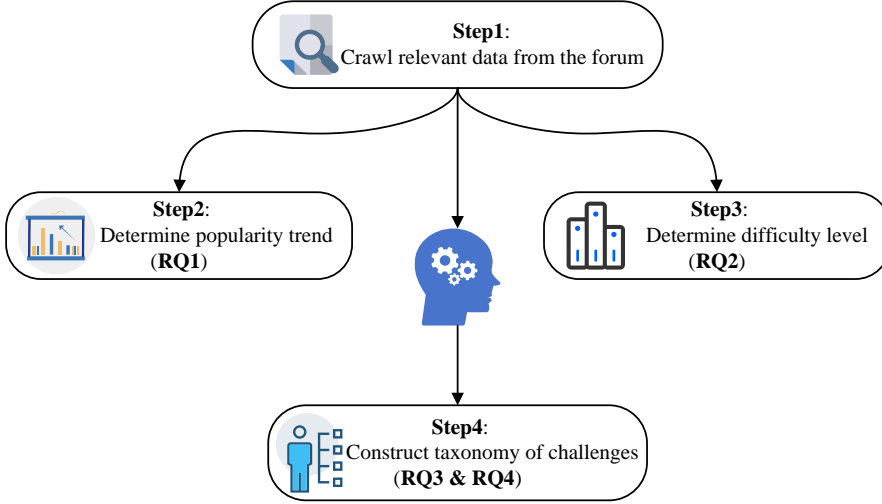 Step1:
Crawl relevant data from the forum
Step2:
Determine popularity trend
(RQ1)
Step3:
Determine difficulty level
(RQ2)
Step4:
Construct taxonomy of challenges
(RQ3 & RQ4)